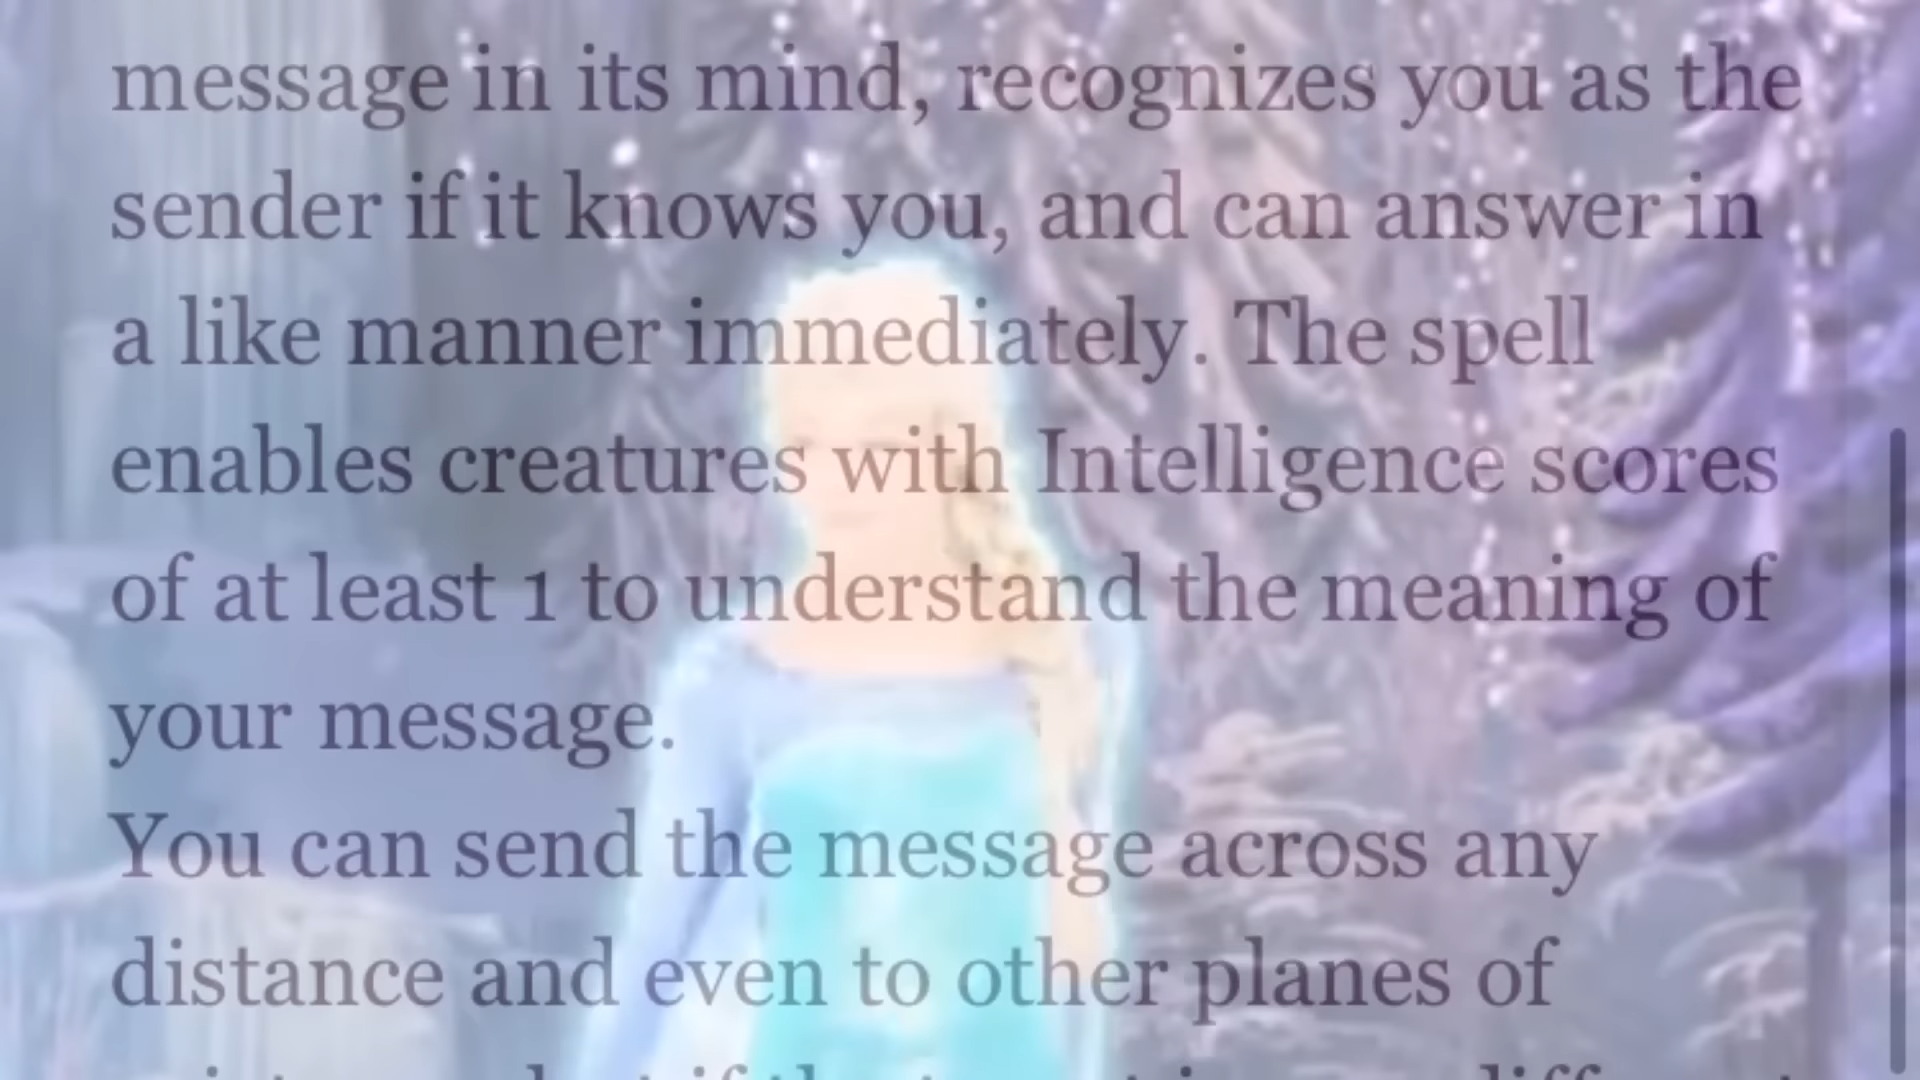 message in its mind, recognizes you as the
sender if it knows you, and can answer in
a like manner immediately. The spell
enables creatures with Intelligence scores
of at least 1 to understand the meaning of
your message.
You can send the message across any
distance and even to other planes of